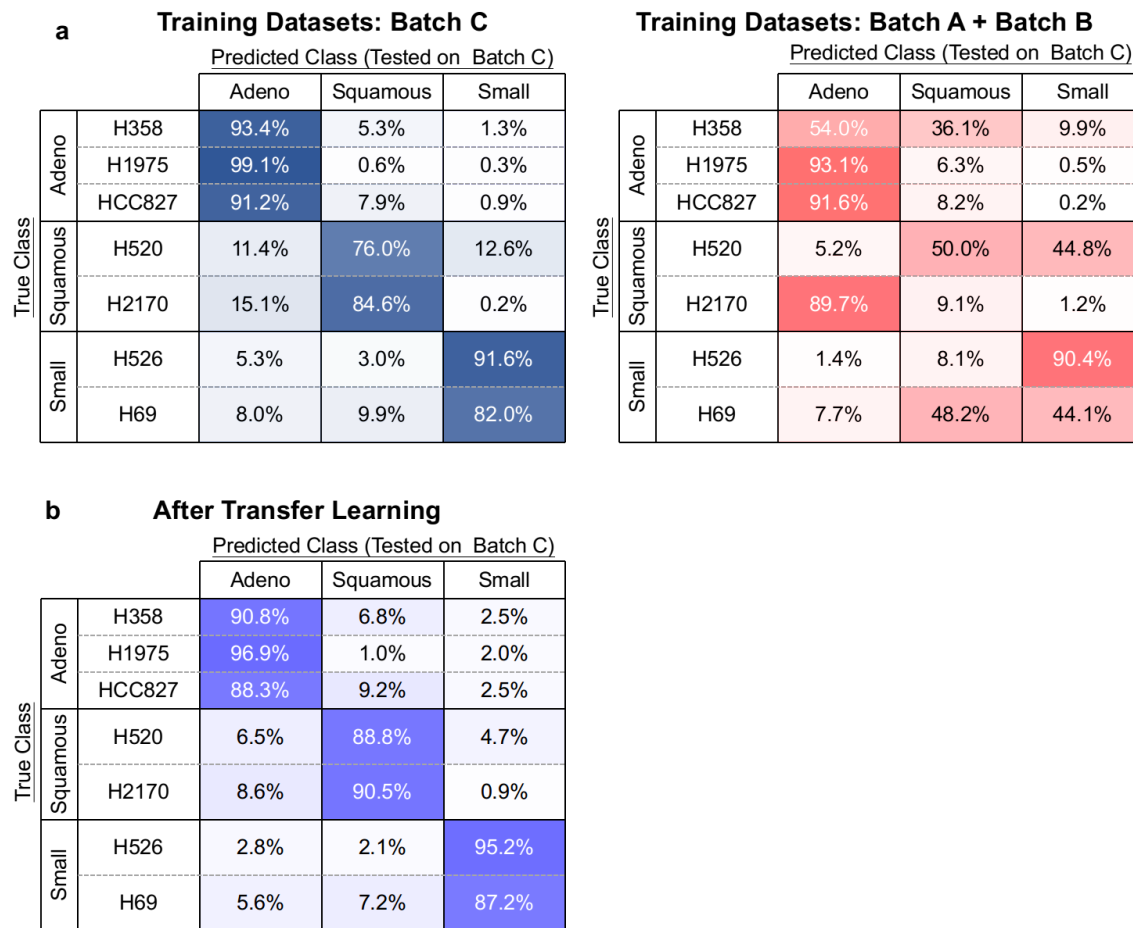 a
Training Datasets: Batch C
Predicted Class (Tested on Batch C)
Adeno Squamous Small
True Class
Adeno
H358 93.4% 5.3% 1.3%
H1975 99.1% 0.6% 0.3%
HCC827 91.2% 7.9% 0.9%
Squamous
H520 11.4% 76.0% 12.6%
H2170 15.1% 84.6% 0.2%
Small
H526 5.3% 3.0% 91.6%
H69 8.0% 9.9% 82.0%
Training Datasets: Batch A + Batch B
Predicted Class (Tested on Batch C)
Adeno Squamous Small
True Class
Adeno
H358 54.0% 36.1% 9.9%
H1975 93.1% 6.3% 0.5%
HCC827 91.6% 8.2% 0.2%
Squamous
H520 5.2% 50.0% 44.8%
H2170 89.7% 9.1% 1.2%
Small
H526 1.4% 8.1% 90.4%
H69 7.7% 48.2% 44.1%
b
After Transfer Learning
Predicted Class (Tested on Batch C)
Adeno Squamous Small
True Class
Adeno
H358 90.8% 6.8% 2.5%
H1975 96.9% 1.0% 2.0%
HCC827 88.3% 9.2% 2.5%
Squamous
H520 6.5% 88.8% 4.7%
H2170 8.6% 90.5% 0.9%
Small
H526 2.8% 2.1% 95.2%
H69 5.6% 7.2% 87.2%